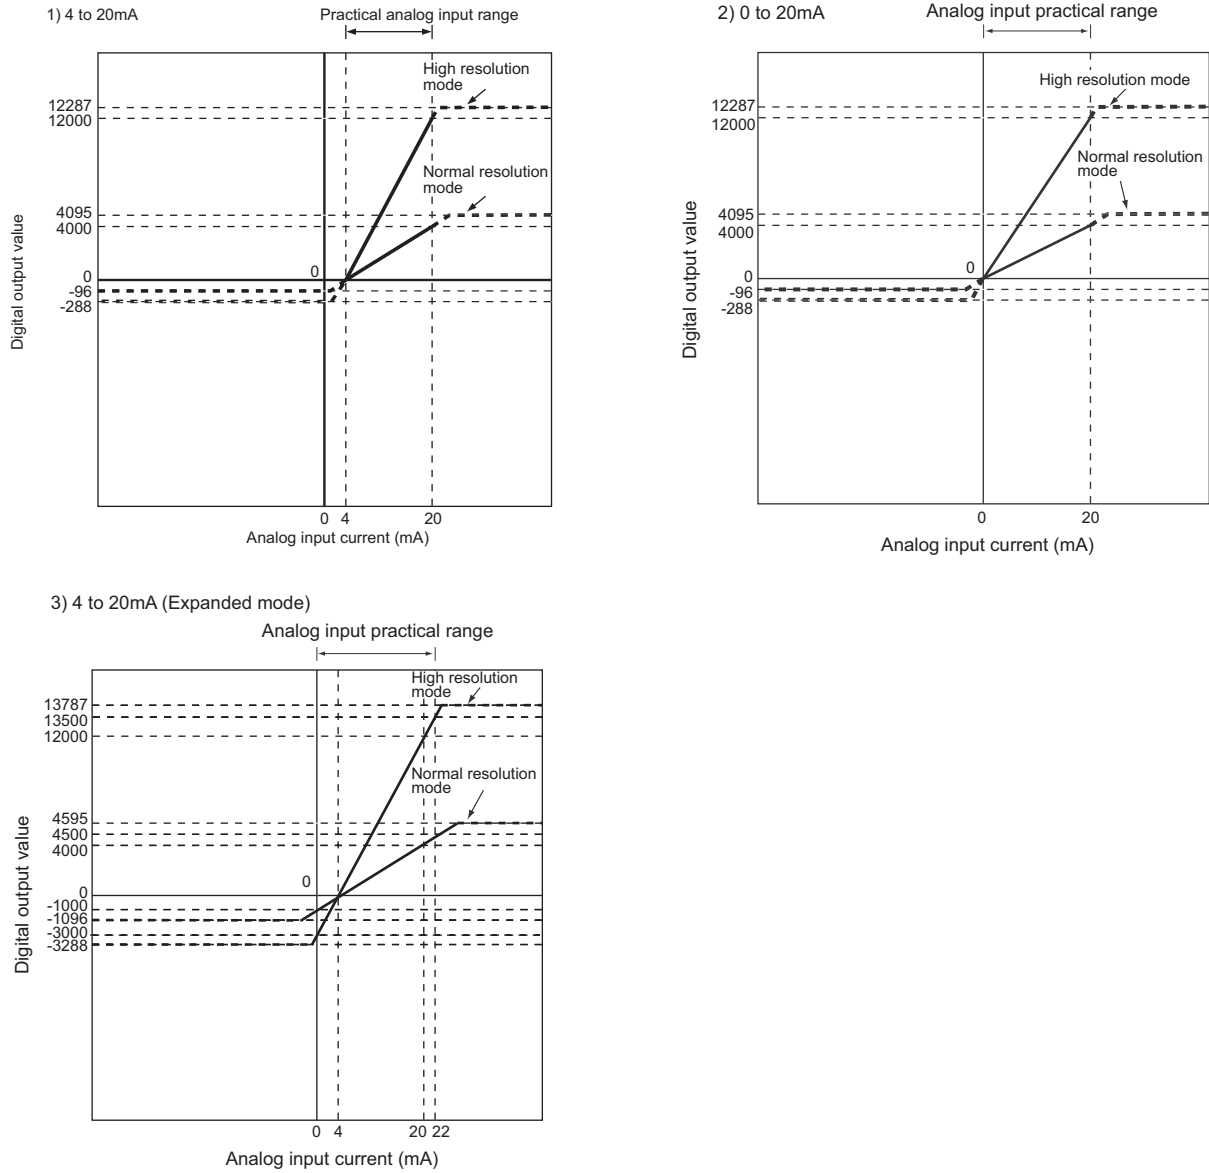 1) 4 to 20mA
Practical analog input range
High resolution
mode
12287
12000
Normal resolution
mode
4095
4000
0
0
-96
-288
Digital output value
0 4 20
Analog input current (mA)
2) 0 to 20mA
Analog input practical range
High resolution mode
12287
12000
Normal resolution
mode
4095
4000
0
0
-96
-288
Digital output value
0 20
Analog input current (mA)
3) 4 to 20mA (Expanded mode)
Analog input practical range
High resolution
mode
13787
13500
12000
Normal resolution
mode
4595
4500
4000
0
0
-1000
-1096
-3000
-3288
Digital output value
0 4 20 22
Analog input current (mA)